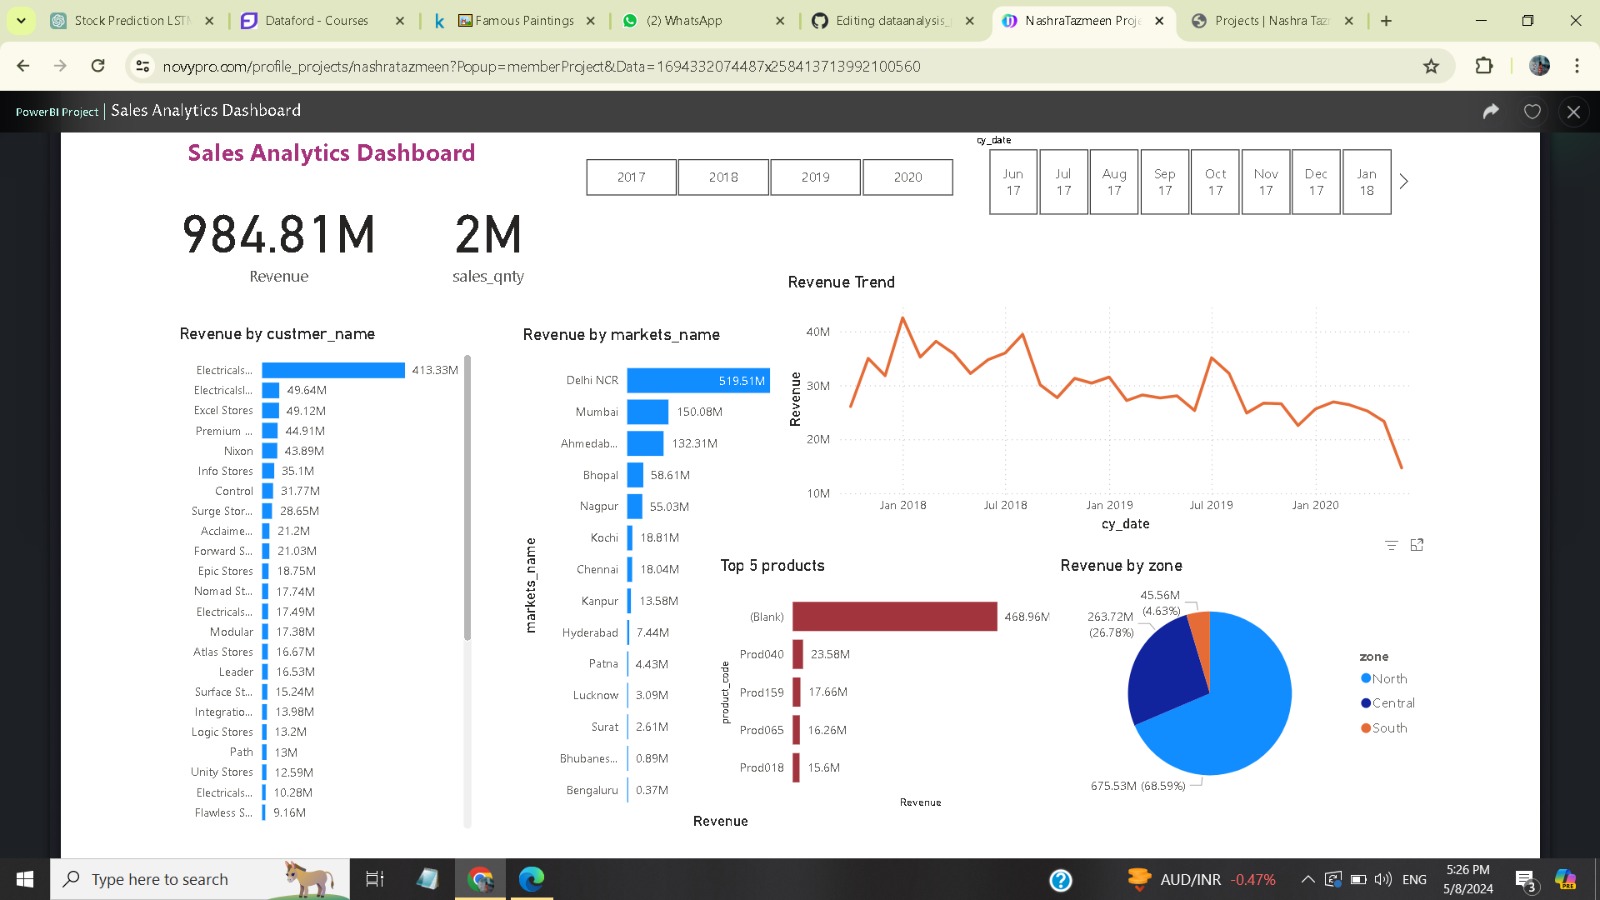 Stock Prediction LST
Dataford - Courses
Famous Paintings
(2) WhatsApp
Editing dataanalysis_
NashraTazmeen Proje
Projects | Nashra Taz
novypro.com/profile_projects/nashratazmeen?Popup=memberProject&Data=1694332074487x258413713992100560
PowerBI Project | Sales Analytics Dashboard
Sales Analytics Dashboard
2017 2018 2019 2020
cy_date
Jun 17
Jul 17
Aug 17
Sep 17
Oct 17
Nov 17
Dec 17
Jan 18
984.81M
Revenue
2M
sales_qnty
Revenue by custmer_name
Electricals... 413.33M
Electricalsl... 49.64M
Excel Stores 49.12M
Premium ... 44.91M
Nixon 43.89M
Info Stores 35.1M
Control 31.77M
Surge Stor... 28.65M
Acclaime... 21.2M
Forward S... 21.03M
Epic Stores 18.75M
Nomad St... 17.74M
Electricals... 17.49M
Modular 17.38M
Atlas Stores 16.67M
Leader 16.53M
Surface St... 15.24M
Integratio... 13.98M
Logic Stores 13.2M
Path 13M
Unity Stores 12.59M
Electricals... 10.28M
Flawless S... 9.16M
Revenue by markets_name
markets_name
Delhi NCR 519.51M
Mumbai 150.08M
Ahmedab... 132.31M
Bhopal 58.61M
Nagpur 55.03M
Kochi 18.81M
Chennai 18.04M
Kanpur 13.58M
Hyderabad 7.44M
Patna 4.43M
Lucknow 3.09M
Surat 2.61M
Bhubanes... 0.89M
Bengaluru 0.37M
Revenue
Revenue Trend
Revenue
40M
30M
20M
10M
Jan 2018 Jul 2018 Jan 2019 Jul 2019 Jan 2020
cy_date
Top 5 products
product_code
(Blank) 468.96M
Prod040 23.58M
Prod159 17.66M
Prod065 16.26M
Prod018 15.6M
Revenue
Revenue by zone
45.56M (4.63%)
263.72M (26.78%)
675.53M (68.59%)
zone
North
Central
South
Type here to search
AUD/INR -0.47%
ENG
5:26 PM
5/8/2024
3
PRE